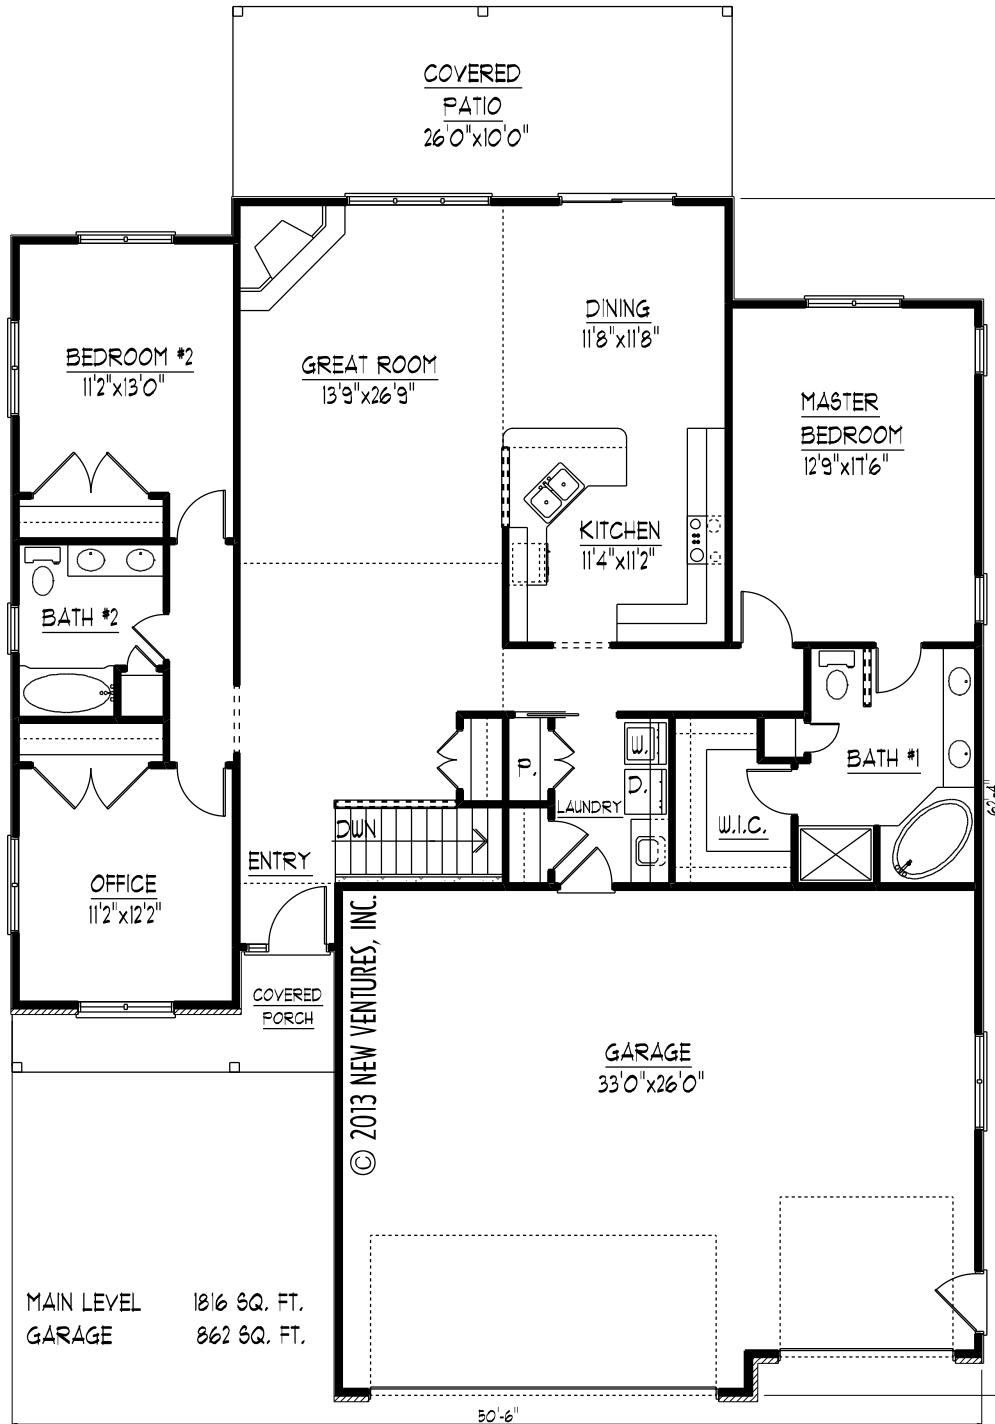 COVERED
PATIO
26'0"x10'0"
DINING
11'8"x11'8"
BEDROOM #2
11'2"x13'0"
GREAT ROOM
13'9"x26'9"
MASTER
BEDROOM
12'9"x17'6"
KITCHEN
11'4"x11'2"
BATH #2
BATH #1
W.
P.
D.
LAUNDRY
W.I.C.
DWN
ENTRY
OFFICE
11'2"x12'2"
COVERED
PORCH
© 2013 NEW VENTURES, INC.
GARAGE
33'0"x26'0"
62'-4"
MAIN LEVEL 1816 SQ. FT.
GARAGE 862 SQ. FT.
50'-6"